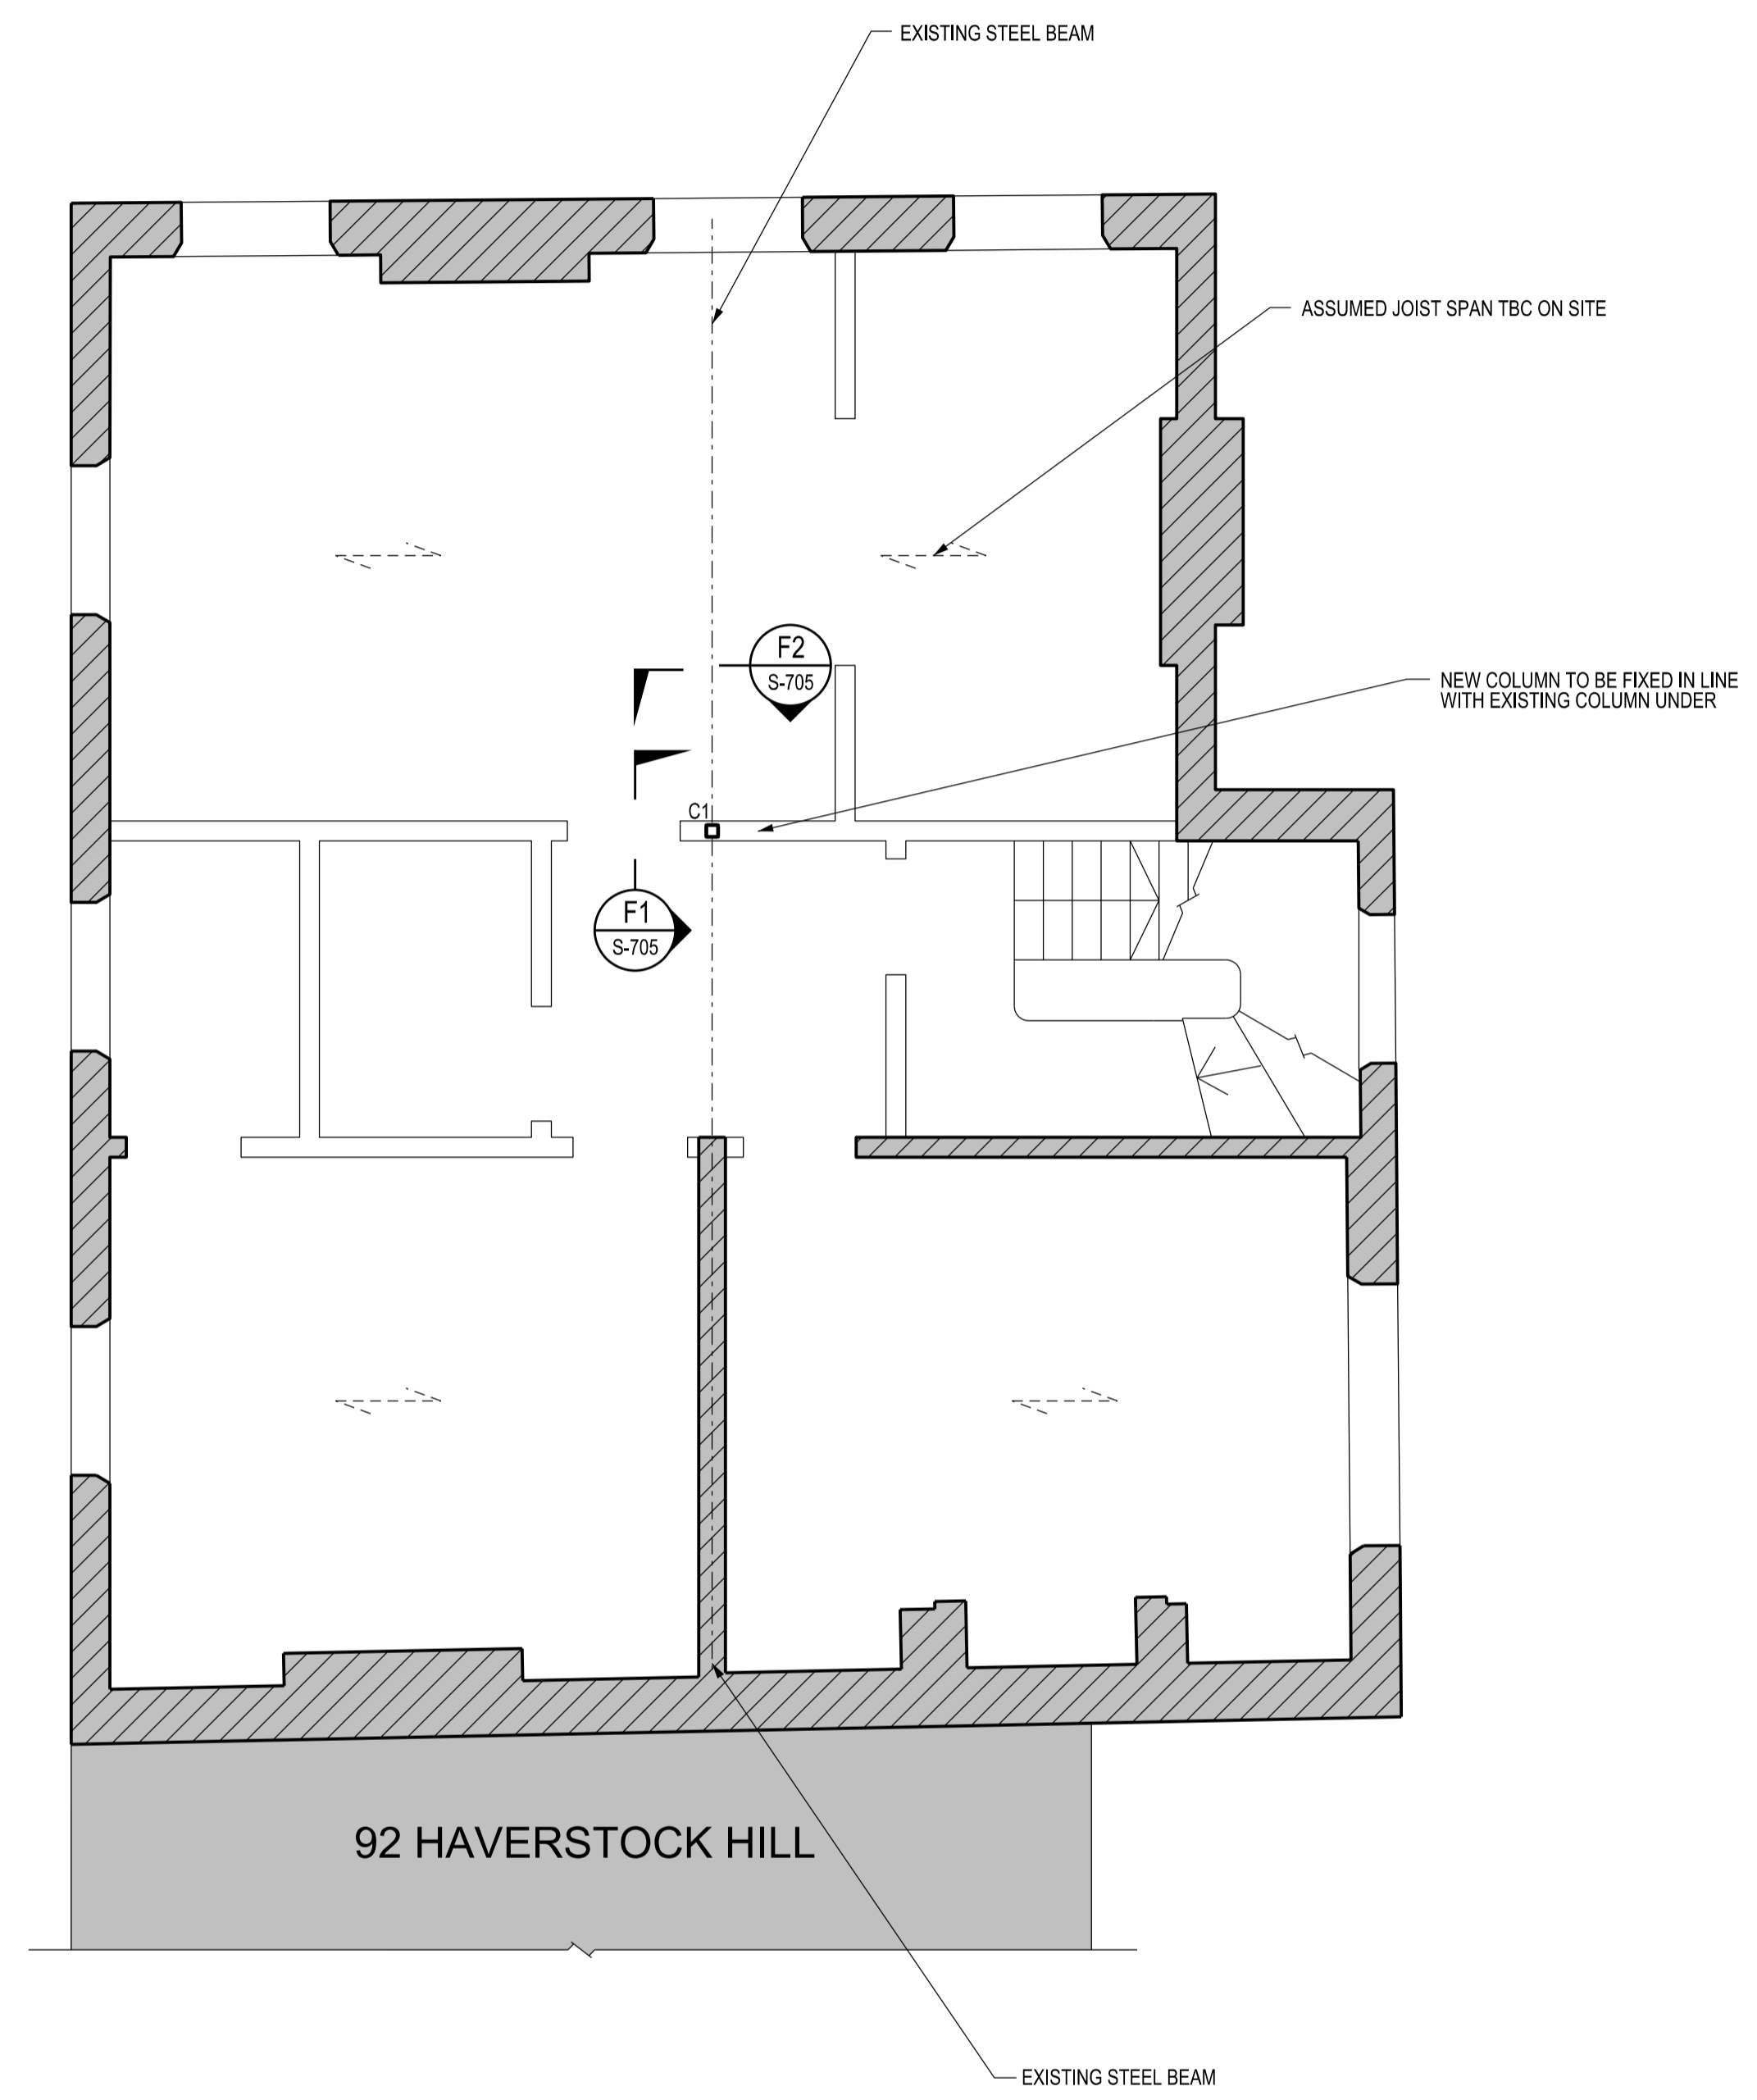 EXISTING STEEL BEAM
ASSUMED JOIST SPAN TBC ON SITE
F2
S-705
NEW COLUMN TO BE FIXED IN LINE
WITH EXISTING COLUMN UNDER
C1
F1
S-705
92 HAVERSTOCK HILL
EXISTING STEEL BEAM